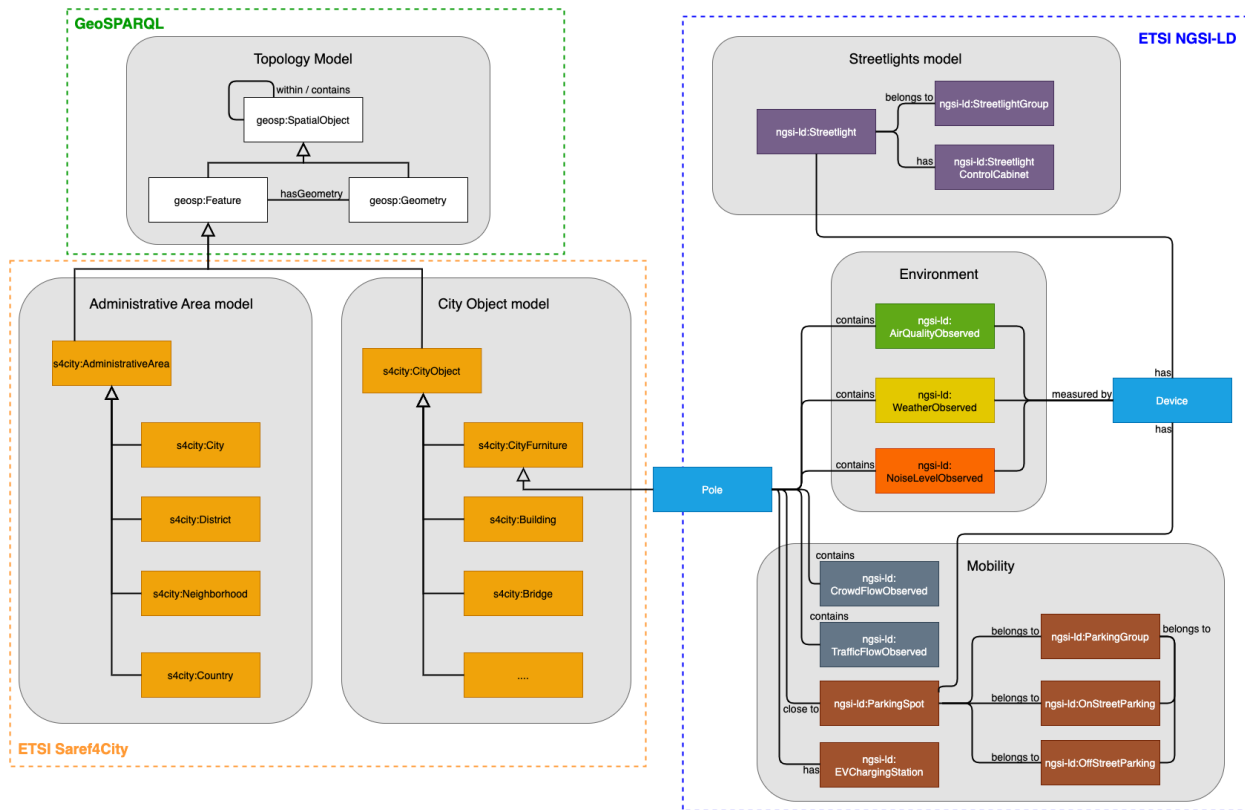 GeoSPARQL
Topology Model
within / contains
geosp:SpatialObject
geosp:Feature
hasGeometry
geosp:Geometry
Administrative Area model
s4city:AdministrativeArea
s4city:City
s4city:District
s4city:Neighborhood
s4city:Country
City Object model
s4city:CityObject
s4city:CityFurniture
s4city:Building
s4city:Bridge
....
ETSI Saref4City
ETSI NGSI-LD
Streetlights model
ngsi-ld:Streetlight
belongs to
ngsi-ld:StreetlightGroup
has
ngsi-ld:Streetlight
ControlCabinet
Environment
contains
ngsi-ld:
AirQualityObserved
contains
ngsi-ld:
WeatherObserved
contains
ngsi-ld:
NoiseLevelObserved
measured by
has
Device
has
Pole
Mobility
contains
ngsi-ld:
CrowdFlowObserved
contains
ngsi-ld:
TrafficFlowObserved
close to
ngsi-ld:ParkingSpot
has
ngsi-ld:
EVChargingStation
belongs to
ngsi-ld:ParkingGroup
belongs to
belongs to
ngsi-ld:OnStreetParking
belongs to
ngsi-ld:OffStreetParking